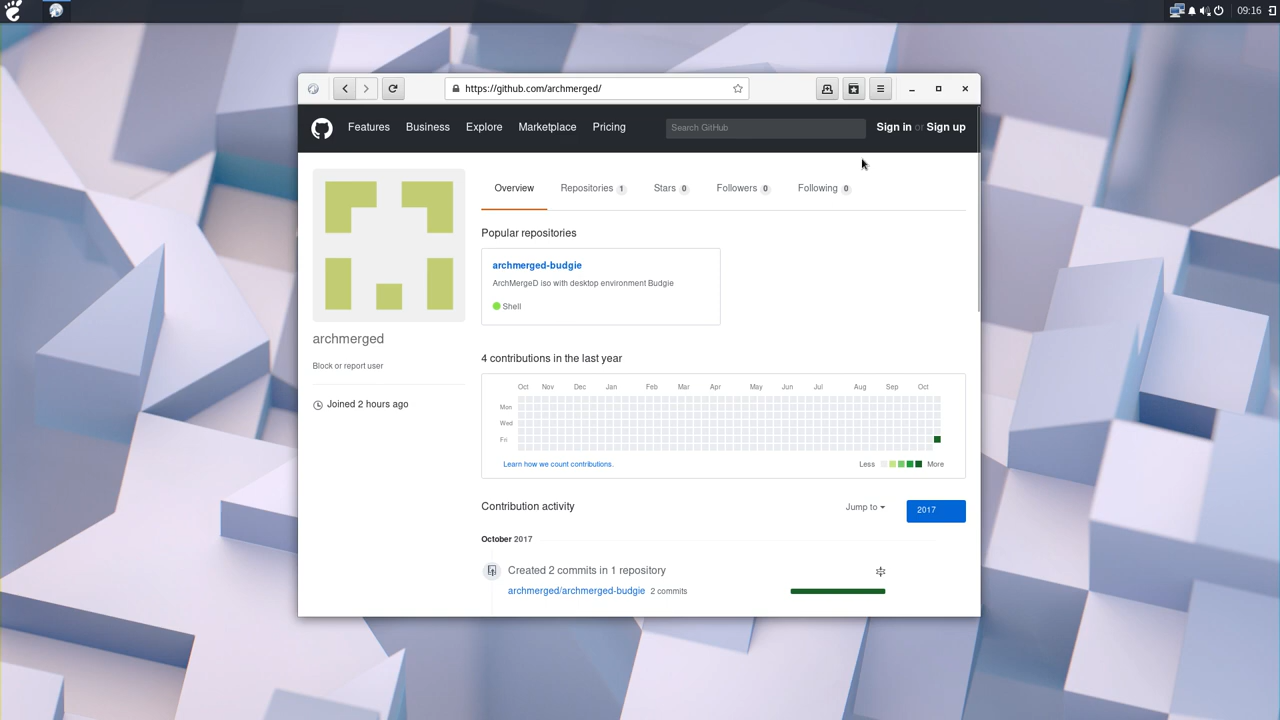 09:16
https://github.com/archmerged/
Features Business Explore Marketplace Pricing Search GitHub Sign in or Sign up
Overview Repositories 1 Stars 0 Followers 0 Following 0
Popular repositories
archmerged-budgie
ArchMergeD iso with desktop environment Budgie
Shell
archmerged
Block or report user
Joined 2 hours ago
4 contributions in the last year
Oct Nov Dec Jan Feb Mar Apr May Jun Jul Aug Sep Oct
Mon
Wed
Fri
Learn how we count contributions. Less More
Contribution activity Jump to 2017
October 2017
Created 2 commits in 1 repository
archmerged/archmerged-budgie 2 commits